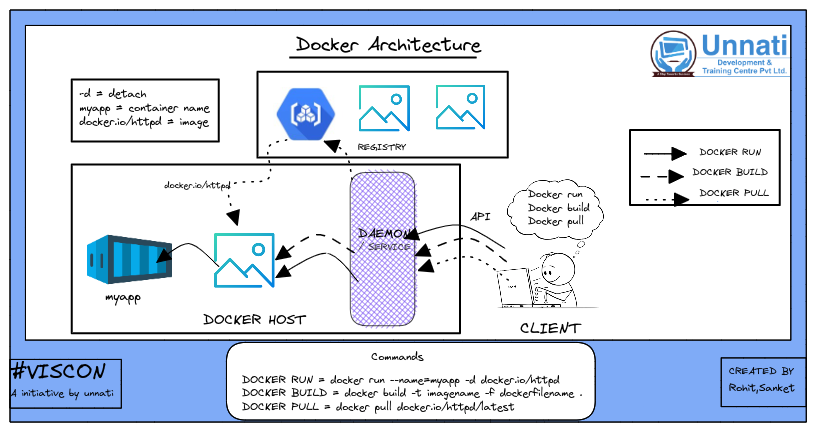 Docker Architecture
Unnati
Development &
Training Centre Pvt Ltd.
-d = detach
myapp = container name
docker.io/httpd = image
REGISTRY
DOCKER RUN
DOCKER BUILD
DOCKER PULL
docker.io/httpd
Docker run
Docker build
Docker pull
API
DAEMON
/ SERVICE
myapp
DOCKER HOST
CLIENT
#VISCON
A initiative by unnati
Commands
DOCKER RUN = docker run --name=myapp -d docker.io/httpd
DOCKER BUILD = docker build -t imagename -f dockerfilename .
DOCKER PULL = docker pull docker.io/httpd/latest
CREATED BY
Rohit,Sanket